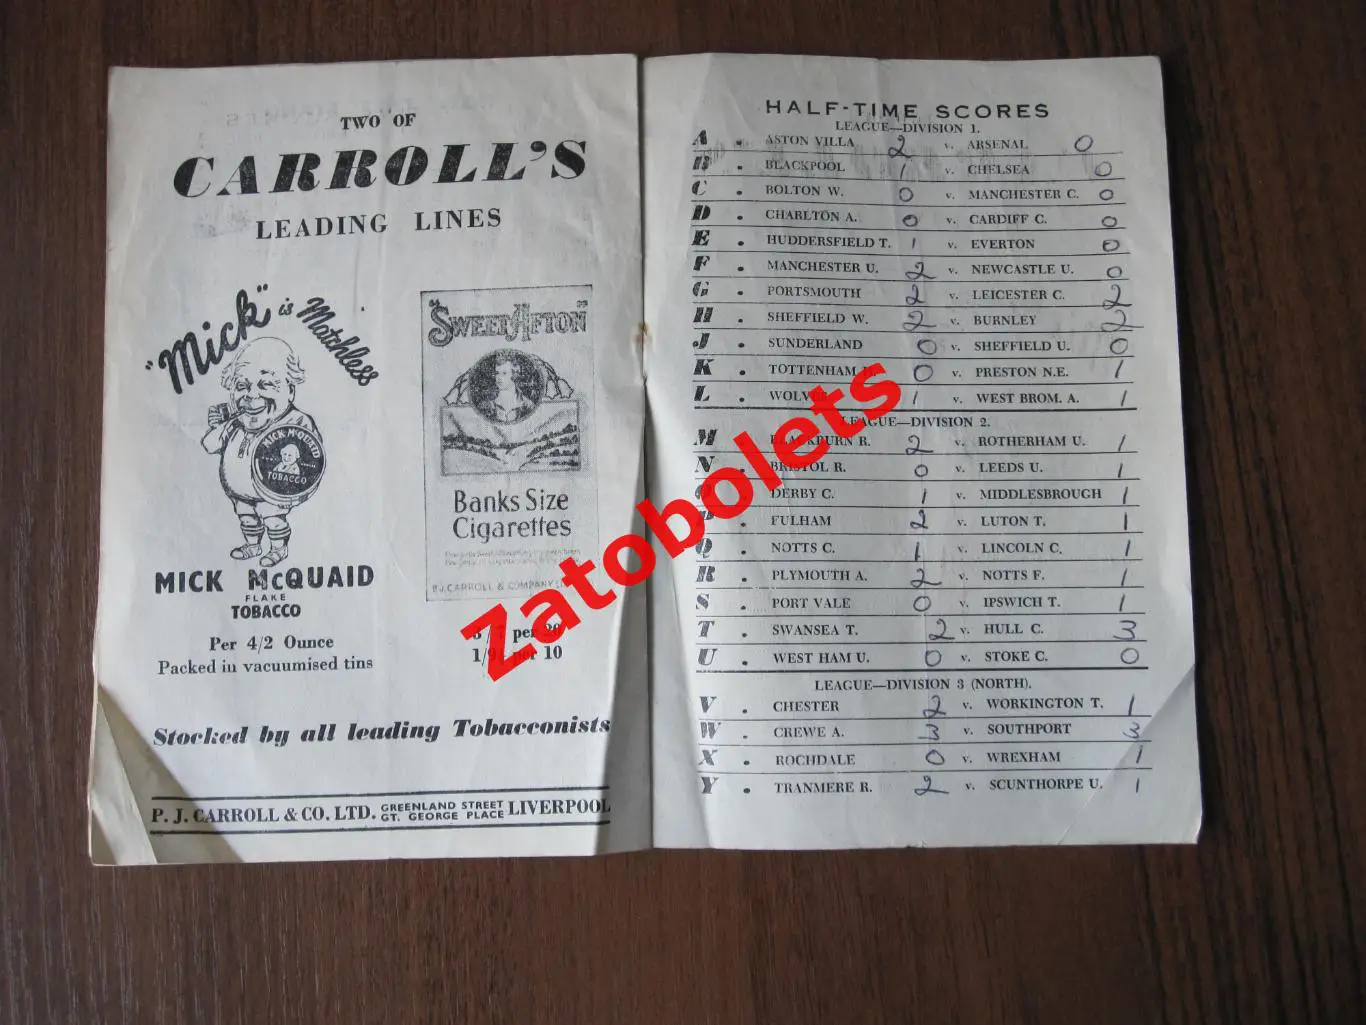 TWO OF
CARROLL'S
LEADING LINES
"Mick" is Matchless
MICK McQUAID
TOBACCO
"SWEET AFTON"
Banks Size
Cigarettes
P.J. CARROLL & COMPANY
MICK McQUAID
FLAKE
TOBACCO
Per 4/2 Ounce
Packed in vacuumised tins
per 20
1/9 per 10
Stocked by all leading Tobacconists
P. J. CARROLL & CO. LTD. GREENLAND STREET GT. GEORGE PLACE LIVERPOOL
HALF-TIME SCORES
LEAGUE—DIVISION 1.
A . ASTON VILLA 2 v. ARSENAL 0
B . BLACKPOOL 1 v. CHELSEA 0
C . BOLTON W. 0 v. MANCHESTER C. 0
D . CHARLTON A. 0 v. CARDIFF C. 0
E . HUDDERSFIELD T. 1 v. EVERTON 0
F . MANCHESTER U. 2 v. NEWCASTLE U. 0
G . PORTSMOUTH 2 v. LEICESTER C. 2
H . SHEFFIELD W. 2 v. BURNLEY 2
J . SUNDERLAND 0 v. SHEFFIELD U. 0
K . TOTTENHAM H. 0 v. PRESTON N.E. 1
L . WOLVES 1 v. WEST BROM. A. 1
LEAGUE—DIVISION 2.
M . BLACKBURN R. 2 v. ROTHERHAM U. 1
N . BRISTOL R. 0 v. LEEDS U. 1
O . DERBY C. 1 v. MIDDLESBROUGH 1
P . FULHAM 2 v. LUTON T. 1
Q . NOTTS C. 1 v. LINCOLN C. 1
R . PLYMOUTH A. 2 v. NOTTS F. 1
S . PORT VALE 0 v. IPSWICH T. 1
T . SWANSEA T. 2 v. HULL C. 3
U . WEST HAM U. 0 v. STOKE C. 0
LEAGUE—DIVISION 3 (NORTH).
V . CHESTER 2 v. WORKINGTON T. 1
W . CREWE A. 3 v. SOUTHPORT 3
X . ROCHDALE 0 v. WREXHAM 1
Y . TRANMERE R. 2 v. SCUNTHORPE U. 1
Zatobolets